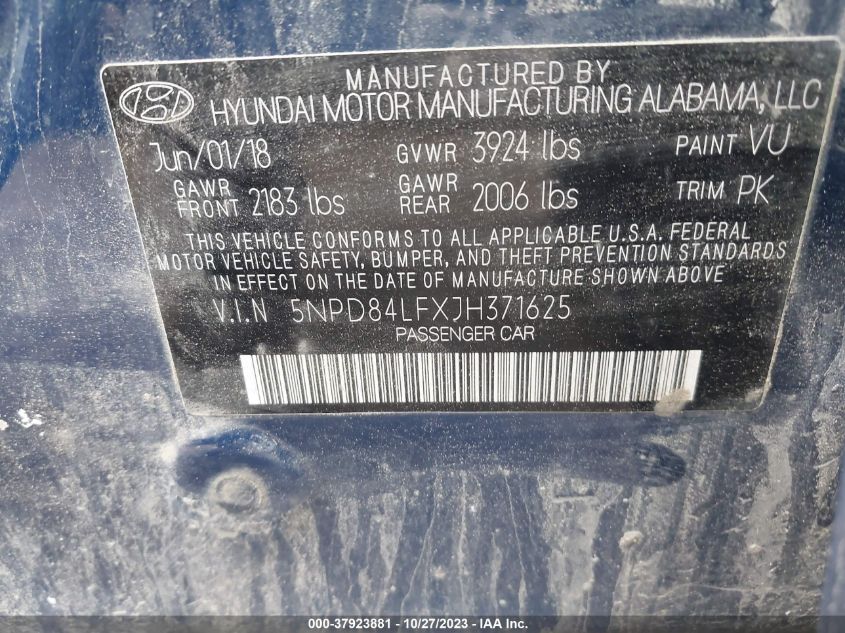 MANUFACTURED BY
HYUNDAI MOTOR MANUFACTURING ALABAMA, LLC
Jun/01/18 GVWR 3924 lbs PAINT VU
GAWR FRONT 2183 lbs GAWR REAR 2006 lbs TRIM PK
THIS VEHICLE CONFORMS TO ALL APPLICABLE U.S.A. FEDERAL
MOTOR VEHICLE SAFETY, BUMPER, AND THEFT PREVENTION STANDARDS
IN EFFECT ON THE DATE OF MANUFACTURE SHOWN ABOVE
V.I.N 5NPD84LFXJH371625
PASSENGER CAR
000-37923881 - 10/27/2023 - IAA Inc.